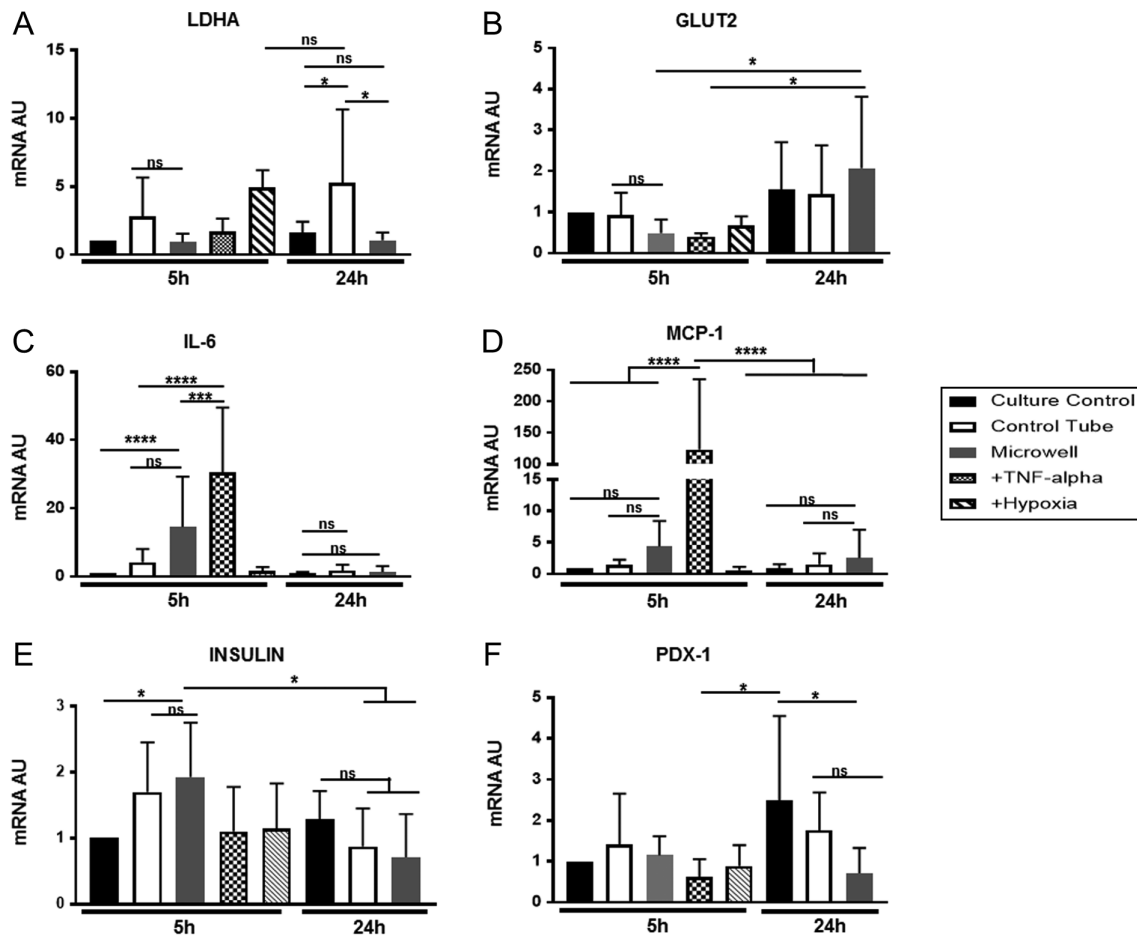 A
LDHA
mRNA AU
15
10
5
0
ns
ns
ns
*
*
5h
24h
B
GLUT2
mRNA AU
5
4
3
2
1
0
*
*
ns
5h
24h
C
IL-6
mRNA AU
60
40
20
0
****
***
****
ns
ns
ns
5h
24h
D
MCP-1
mRNA AU
250
200
150
100
50
15
10
5
0
****
****
ns
ns
ns
ns
5h
24h
Culture Control
Control Tube
Microwell
+TNF-alpha
+Hypoxia
E
INSULIN
mRNA AU
3
2
1
0
*
*
ns
ns
5h
24h
F
PDX-1
mRNA AU
5
4
3
2
1
0
*
*
ns
5h
24h